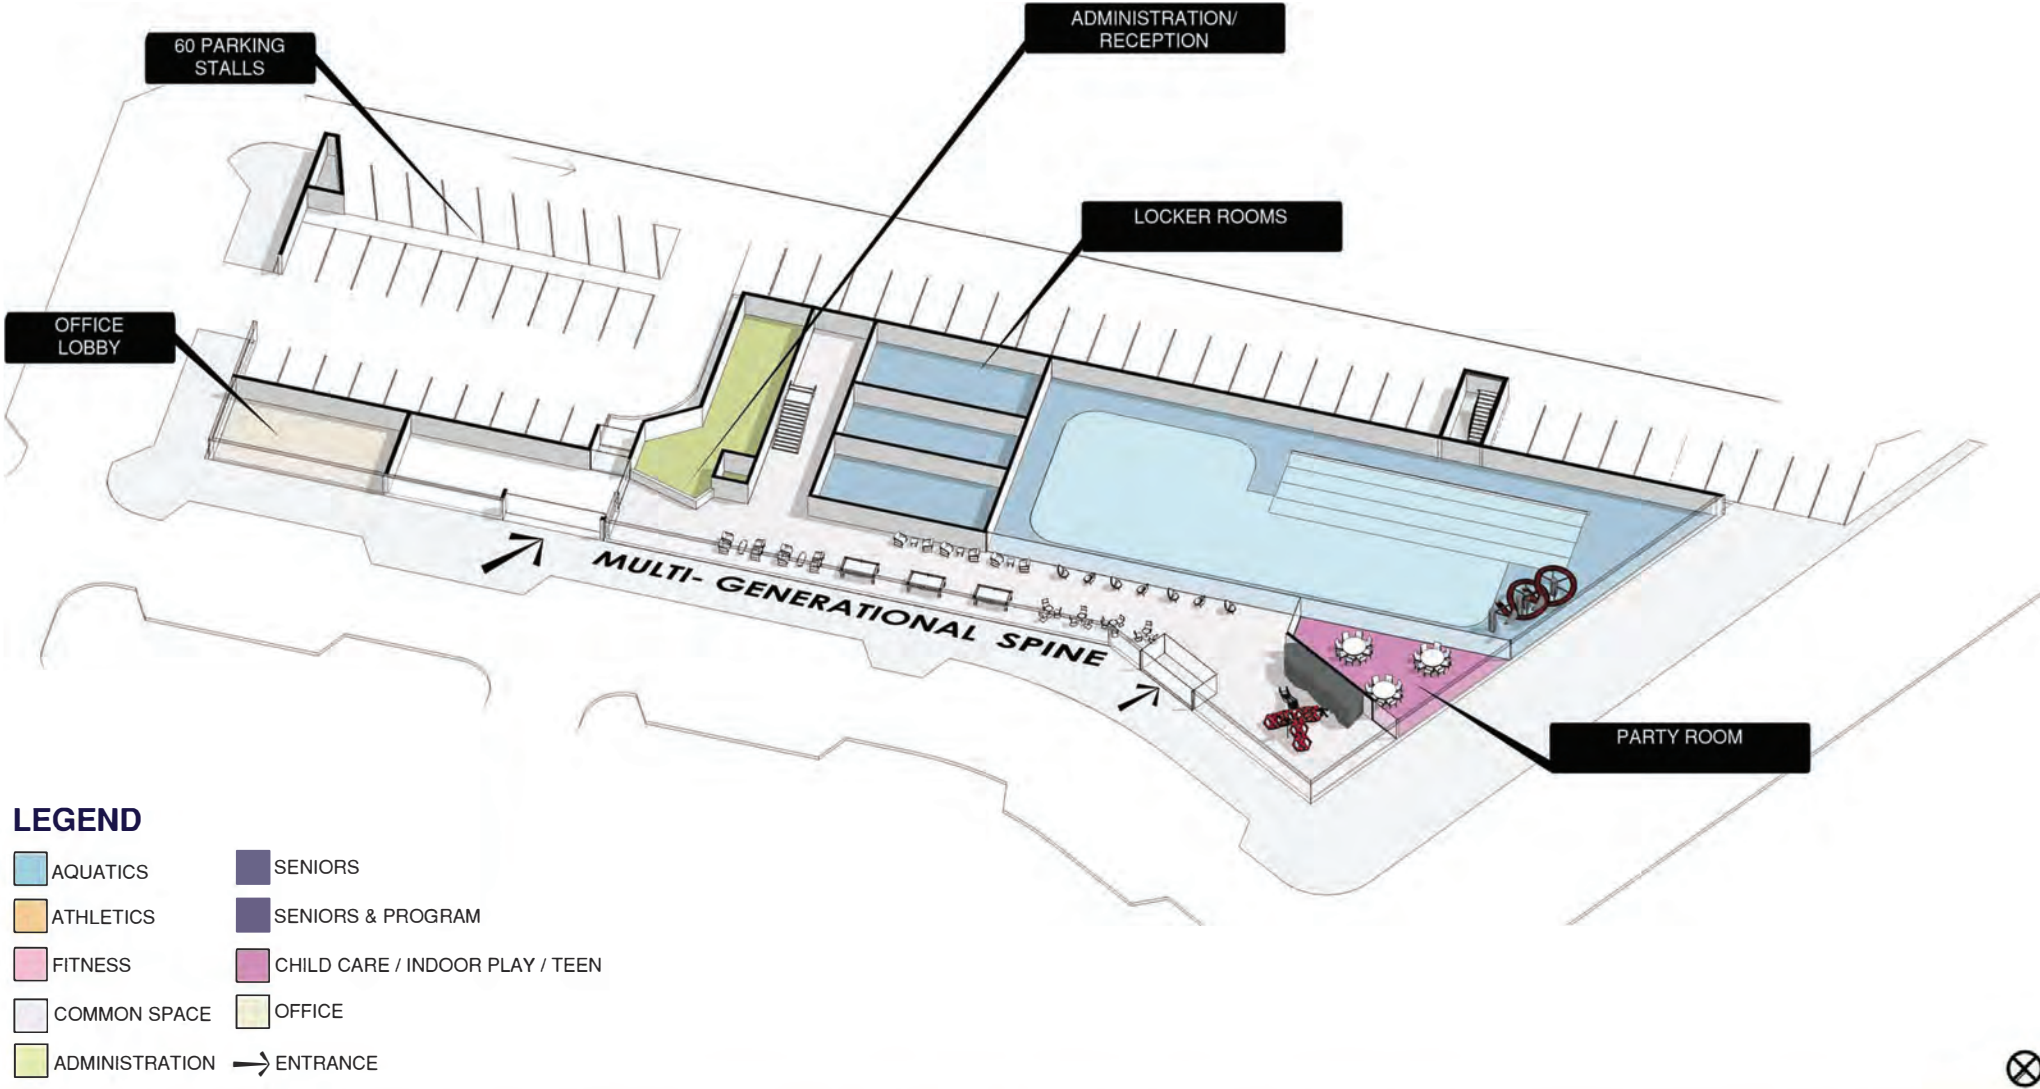 ADMINISTRATION/
RECEPTION
60 PARKING
STALLS
LOCKER ROOMS
OFFICE
LOBBY
MULTI- GENERATIONAL SPINE
PARTY ROOM
LEGEND
AQUATICS
ATHLETICS
FITNESS
COMMON SPACE
ADMINISTRATION
SENIORS
SENIORS & PROGRAM
CHILD CARE / INDOOR PLAY / TEEN
OFFICE
ENTRANCE